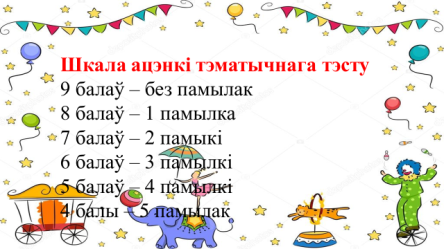 Шкала ацэнкі тэматычнага тэсту
9 балаў – без памылак
8 балаў – 1 памылка
7 балаў – 2 памыкі
6 балаў – 3 памылкі
5 балаў – 4 памылкі
4 балы – 5 памылак